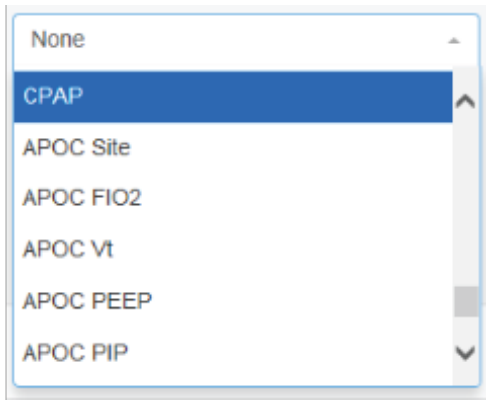 None
CPAP
APOC Site
APOC FIO2
APOC Vt
APOC PEEP
APOC PIP